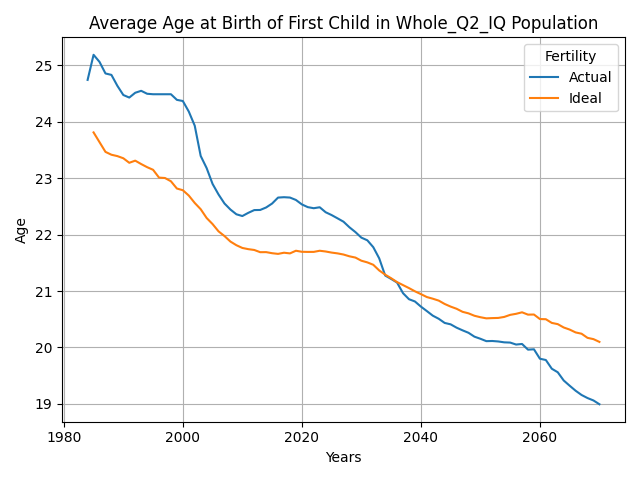 Average Age at Birth of First Child in Whole_Q2_IQ Population
Fertility
Actual
Ideal
25
24
23
22
21
20
19
Age
1980
2000
2020
2040
2060
Years